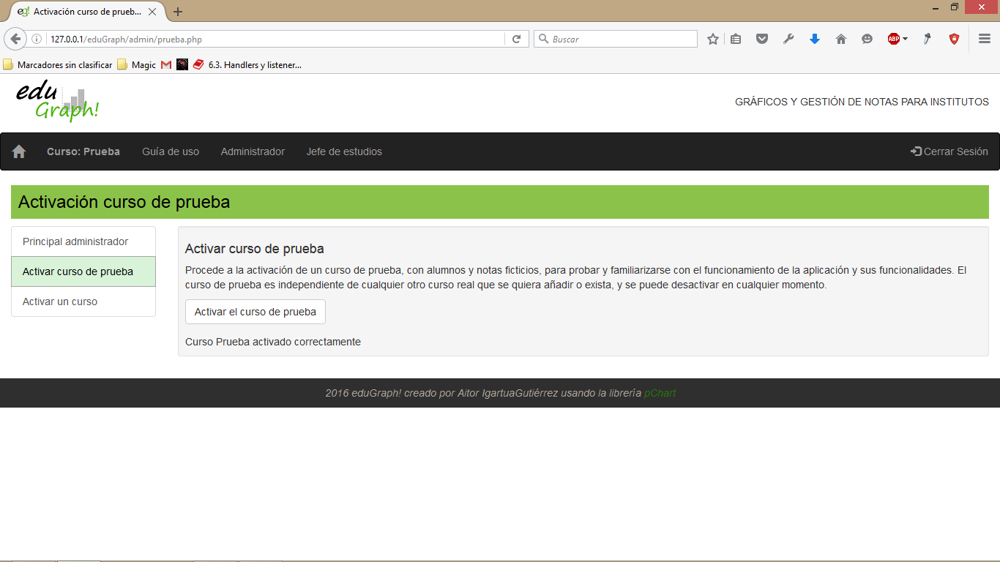 eg! Activación curso de prueb...
127.0.0.1/eduGraph/admin/prueba.php
Buscar
ABP
Marcadores sin clasificar
Magic
6.3. Handlers y listener...
edu
Graph!
GRÁFICOS Y GESTIÓN DE NOTAS PARA INSTITUTOS
Curso: Prueba
Guía de uso
Administrador
Jefe de estudios
Cerrar Sesión
Activación curso de prueba
Principal administrador
Activar curso de prueba
Activar un curso
Activar curso de prueba
Procede a la activación de un curso de prueba, con alumnos y notas ficticios, para probar y familiarizarse con el funcionamiento de la aplicación y sus funcionalidades. El
curso de prueba es independiente de cualquier otro curso real que se quiera añadir o exista, y se puede desactivar en cualquier momento.
Activar el curso de prueba
Curso Prueba activado correctamente
2016 eduGraph! creado por Aitor IgartuaGutiérrez usando la librería pChart